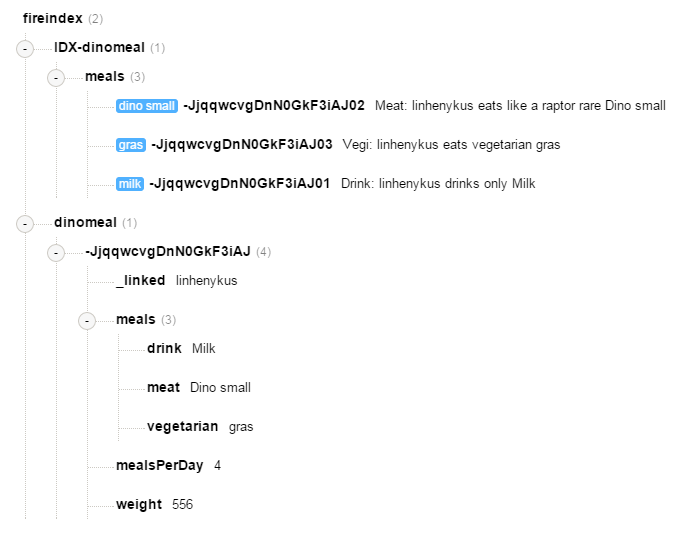 fireindex (2)
- IDX-dinomeal (1)
- meals (3)
dino small -JjqqwcvgDnN0GkF3iAJ02 Meat: linhenykus eats like a raptor rare Dino small
gras -JjqqwcvgDnN0GkF3iAJ03 Vegi: linhenykus eats vegetarian gras
milk -JjqqwcvgDnN0GkF3iAJ01 Drink: linhenykus drinks only Milk
- dinomeal (1)
- -JjqqwcvgDnN0GkF3iAJ (4)
_linked linhenykus
- meals (3)
drink Milk
meat Dino small
vegetarian gras
mealsPerDay 4
weight 556